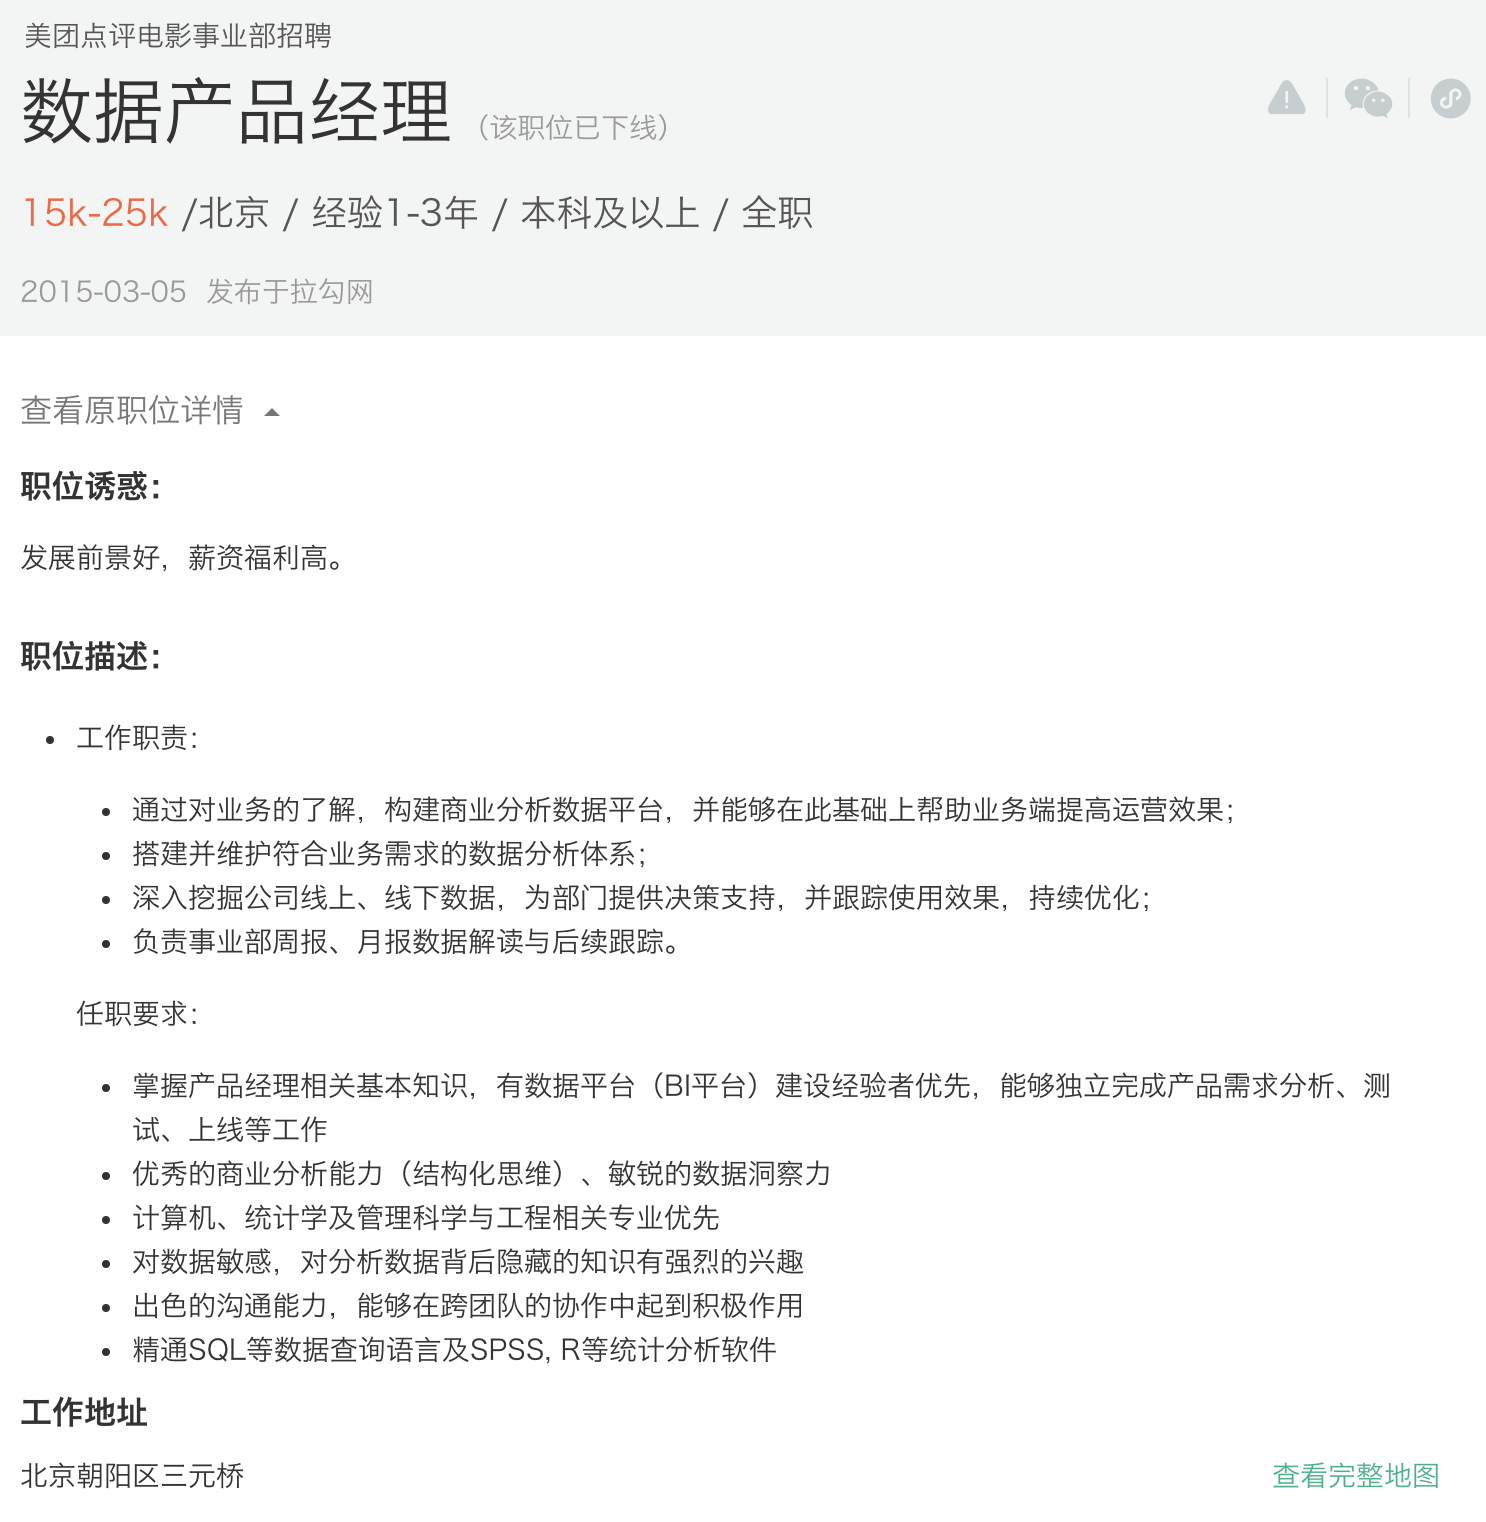 美团点评电影事业部招聘
数据产品经理 （该职位已下线）
15k-25k /北京 / 经验1-3年 / 本科及以上 / 全职
2015-03-05 发布于拉勾网
查看原职位详情
职位诱惑：
发展前景好，薪资福利高。
职位描述：
• 工作职责：
• 通过对业务的了解，构建商业分析数据平台，并能够在此基础上帮助业务端提高运营效果；
• 搭建并维护符合业务需求的数据分析体系；
• 深入挖掘公司线上、线下数据，为部门提供决策支持，并跟踪使用效果，持续优化；
• 负责事业部周报、月报数据解读与后续跟踪。
任职要求：
• 掌握产品经理相关基本知识，有数据平台（BI平台）建设经验者优先，能够独立完成产品需求分析、测
试、上线等工作
• 优秀的商业分析能力（结构化思维）、敏锐的数据洞察力
• 计算机、统计学及管理科学与工程相关专业优先
• 对数据敏感，对分析数据背后隐藏的知识有强烈的兴趣
• 出色的沟通能力，能够在跨团队的协作中起到积极作用
• 精通SQL等数据查询语言及SPSS, R等统计分析软件
工作地址
北京朝阳区三元桥 查看完整地图